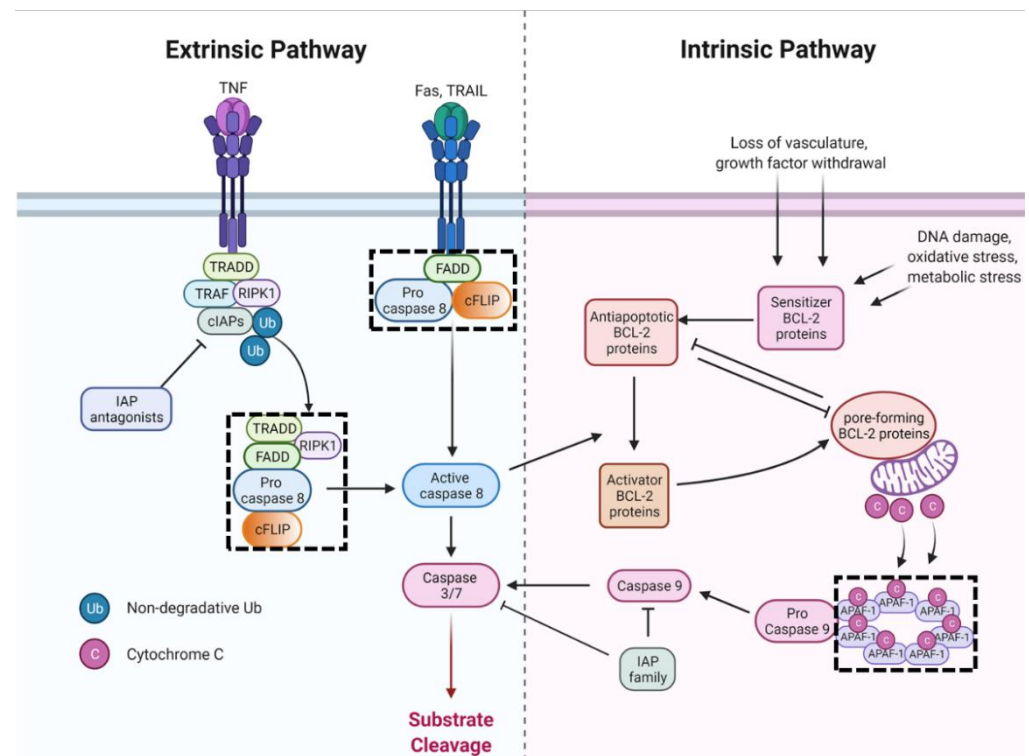 Extrinsic Pathway
Intrinsic Pathway
TNF
Fas, TRAIL
Loss of vasculature,
growth factor withdrawal
DNA damage,
oxidative stress,
metabolic stress
TRADD
TRAF
RIPK1
cIAPs
Ub
Ub
FADD
Pro
caspase 8
cFLIP
Antiapoptotic
BCL-2
proteins
Sensitizer
BCL-2
proteins
IAP
antagonists
TRADD
RIPK1
FADD
Pro
caspase 8
cFLIP
Active
caspase 8
Activator
BCL-2
proteins
pore-forming
BCL-2 proteins
C
C
C
Caspase
3/7
Caspase 9
Pro
Caspase 9
C
APAF-1
C
APAF-1
C
APAF-1
C
APAF-1
C
APAF-1
C
APAF-1
C
APAF-1
IAP
family
Ub
Non-degradative Ub
C
Cytochrome C
Substrate
Cleavage